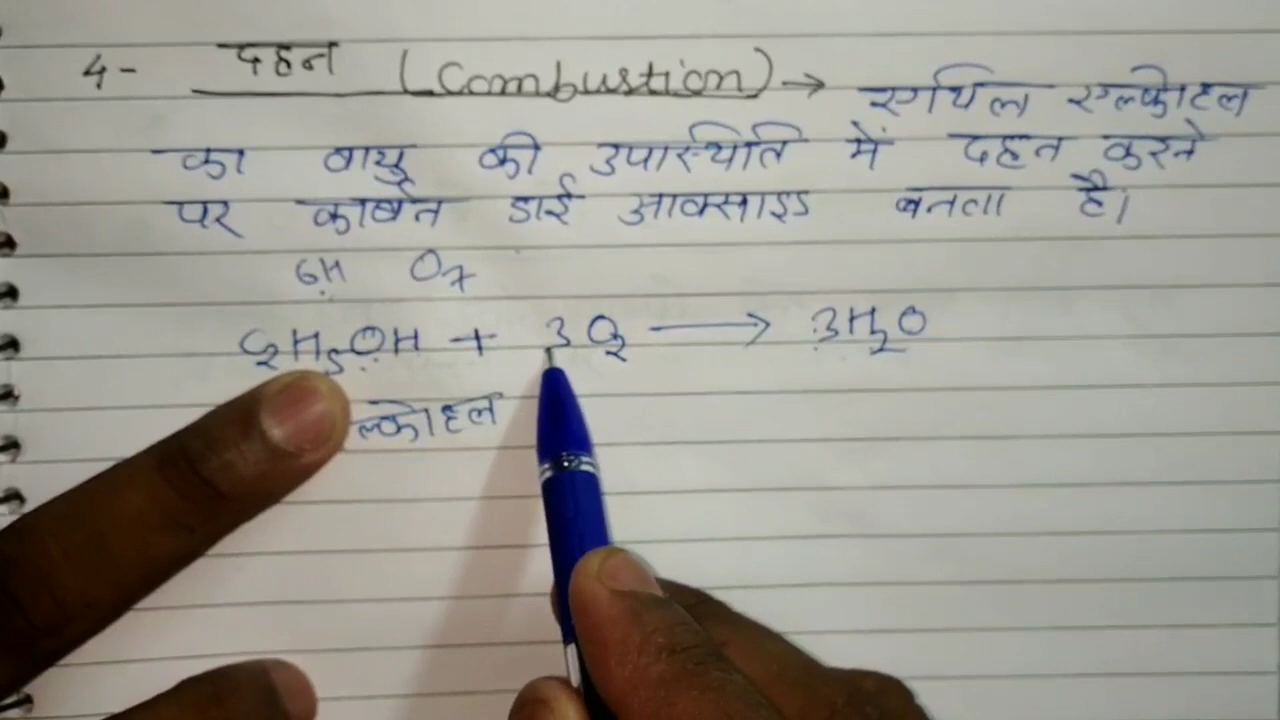 4- दहन (Combustion) → एथिल एल्कोहल
का वायु की उपास्थिति में दहन करने
पर कार्बन डाई आक्साइड बनता है।
6H O7
C2H5OH + 3O2 ⟶ 3H2O
ल्कोहल